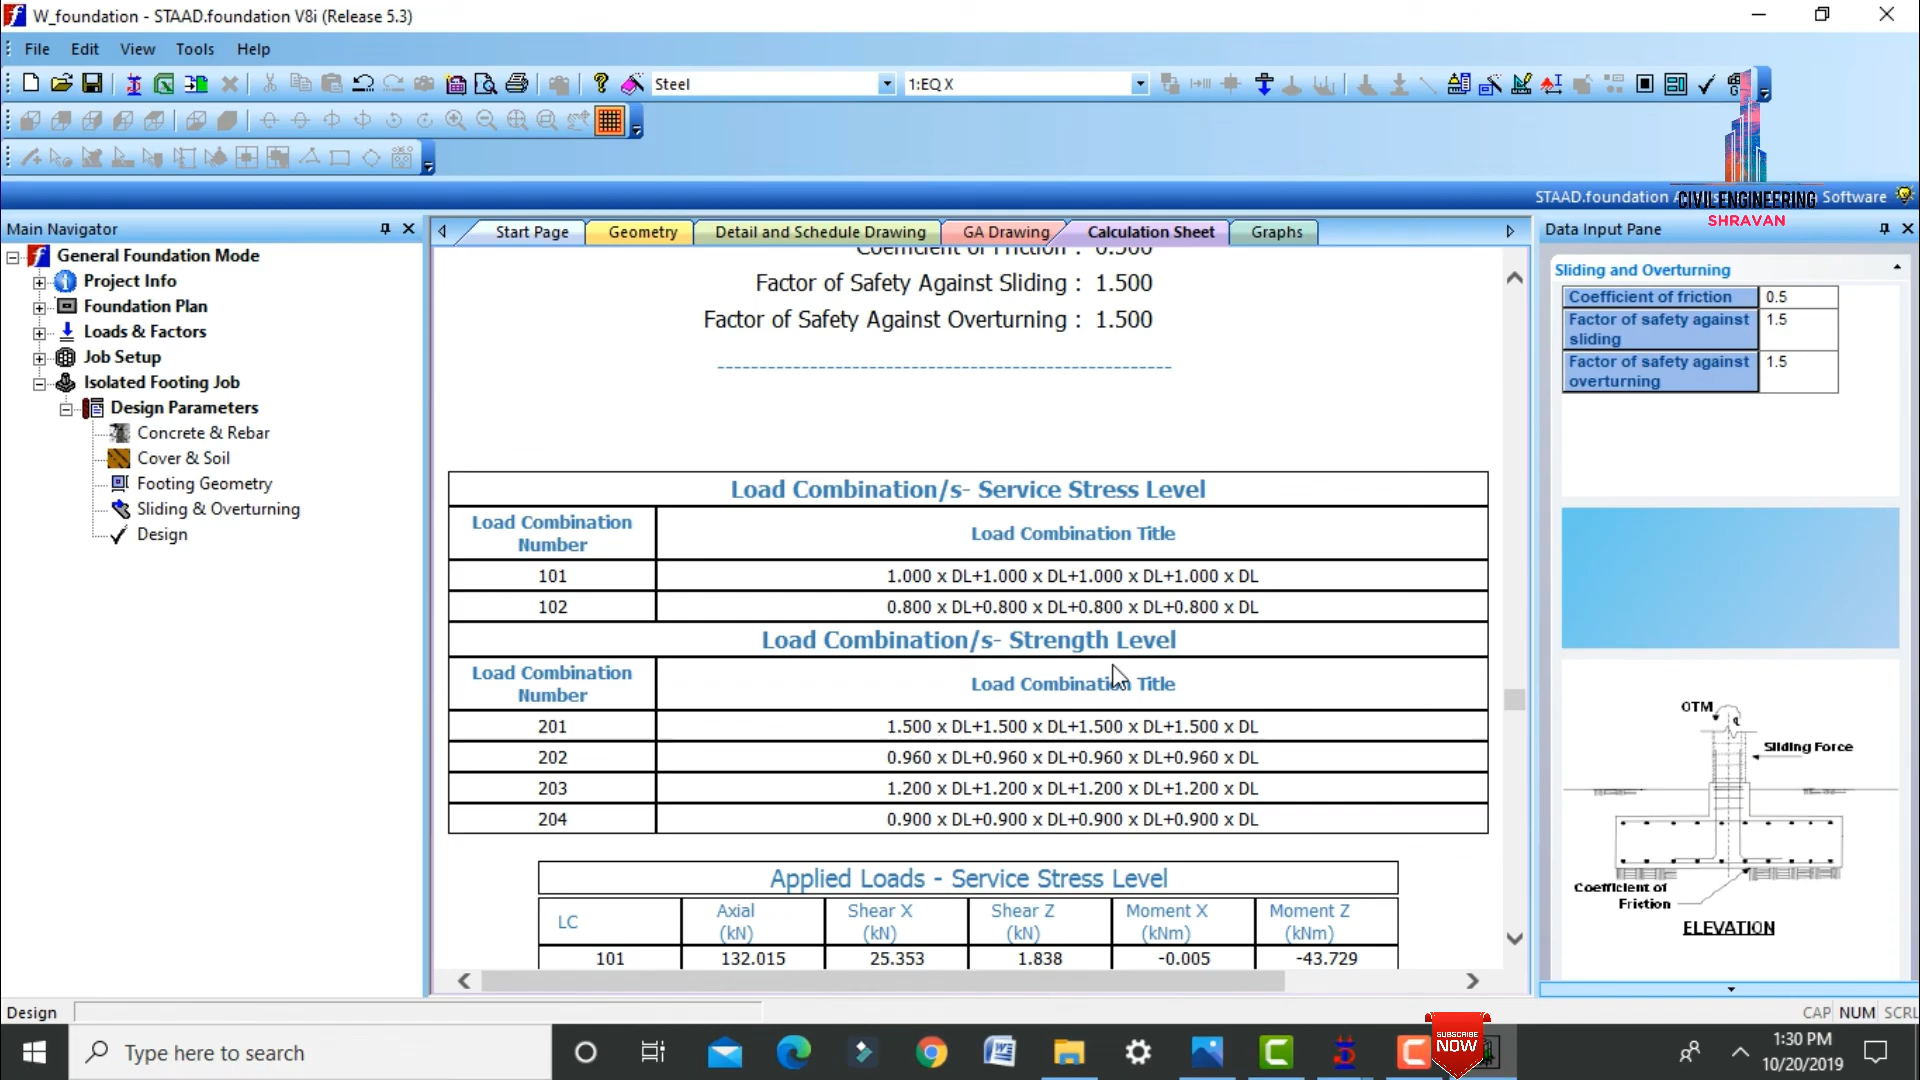 W_foundation - STAAD.foundation V8i (Release 5.3)
File Edit View Tools Help
Steel 1:EQ X
STAAD.foundation Software
CIVIL ENGINEERING
SHRAVAN
Main Navigator
General Foundation Mode
Project Info
Foundation Plan
Loads & Factors
Job Setup
Isolated Footing Job
Design Parameters
Concrete & Rebar
Cover & Soil
Footing Geometry
Sliding & Overturning
Design
Start Page Geometry Detail and Schedule Drawing GA Drawing Calculation Sheet Graphs
Coefficient of Friction : 0.500
Factor of Safety Against Sliding : 1.500
Factor of Safety Against Overturning : 1.500
Load Combination/s- Service Stress Level
Load Combination Number Load Combination Title
101 1.000 x DL+1.000 x DL+1.000 x DL+1.000 x DL
102 0.800 x DL+0.800 x DL+0.800 x DL+0.800 x DL
Load Combination/s- Strength Level
Load Combination Number Load Combination Title
201 1.500 x DL+1.500 x DL+1.500 x DL+1.500 x DL
202 0.960 x DL+0.960 x DL+0.960 x DL+0.960 x DL
203 1.200 x DL+1.200 x DL+1.200 x DL+1.200 x DL
204 0.900 x DL+0.900 x DL+0.900 x DL+0.900 x DL
Applied Loads - Service Stress Level
LC Axial (kN) Shear X (kN) Shear Z (kN) Moment X (kNm) Moment Z (kNm)
101 132.015 25.353 1.838 -0.005 -43.729
Data Input Pane
Sliding and Overturning
Coefficient of friction 0.5
Factor of safety against sliding 1.5
Factor of safety against overturning 1.5
OTM
Sliding Force
Coefficient of
Friction
ELEVATION
Design
CAP NUM SCRL
Type here to search
SUBSCRIBE
NOW
1:30 PM
10/20/2019